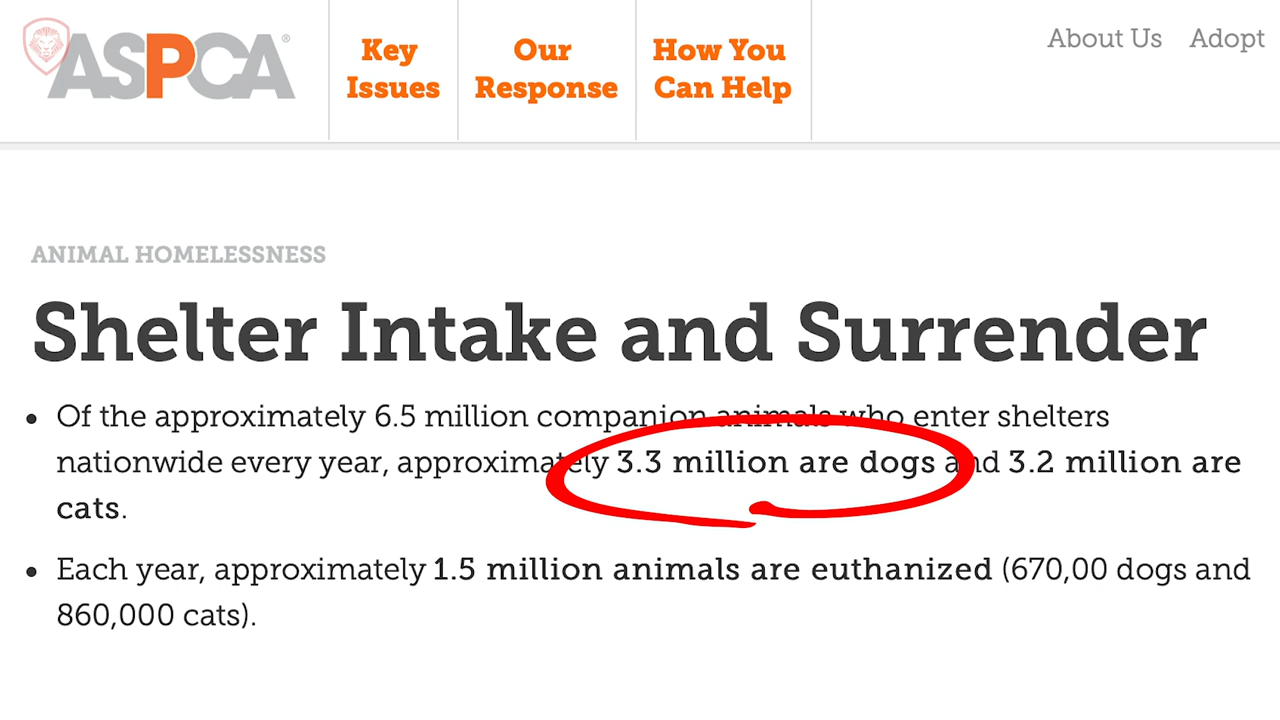 ASPCA®
Key
Issues
Our
Response
How You
Can Help
About Us
Adopt
ANIMAL HOMELESSNESS
Shelter Intake and Surrender
• Of the approximately 6.5 million companion animals who enter shelters
nationwide every year, approximately 3.3 million are dogs and 3.2 million are
cats.
• Each year, approximately 1.5 million animals are euthanized (670,00 dogs and
860,000 cats).